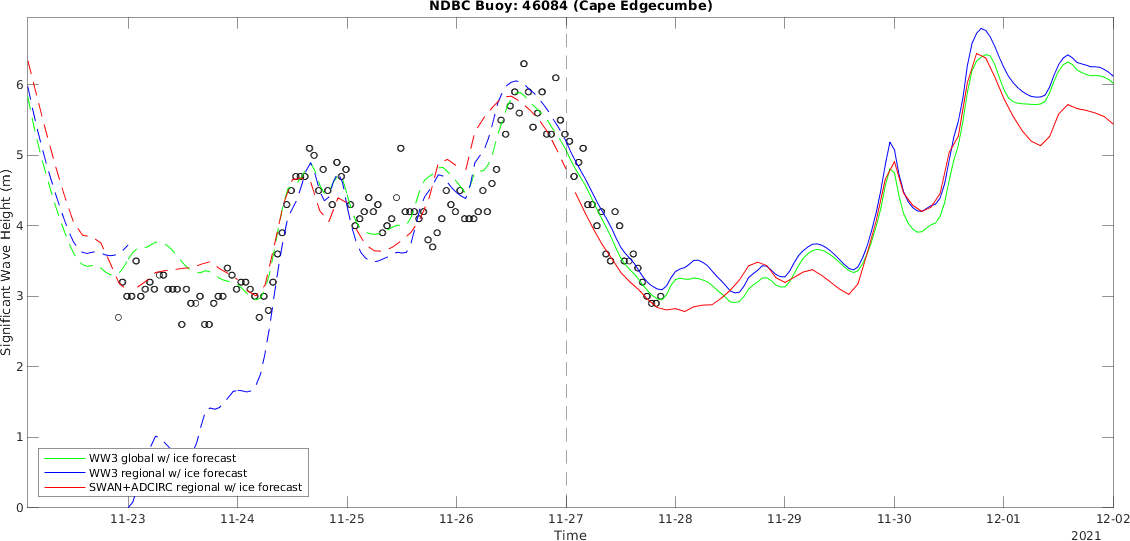 NDBC Buoy: 46084 (Cape Edgecumbe)
Significant Wave Height (m)
6
5
4
3
2
1
0
WW3 global w/ ice forecast
WW3 regional w/ ice forecast
SWAN+ADCIRC regional w/ ice forecast
11-23 11-24 11-25 11-26 11-27 11-28 11-29 11-30 12-01 12-02
Time
2021